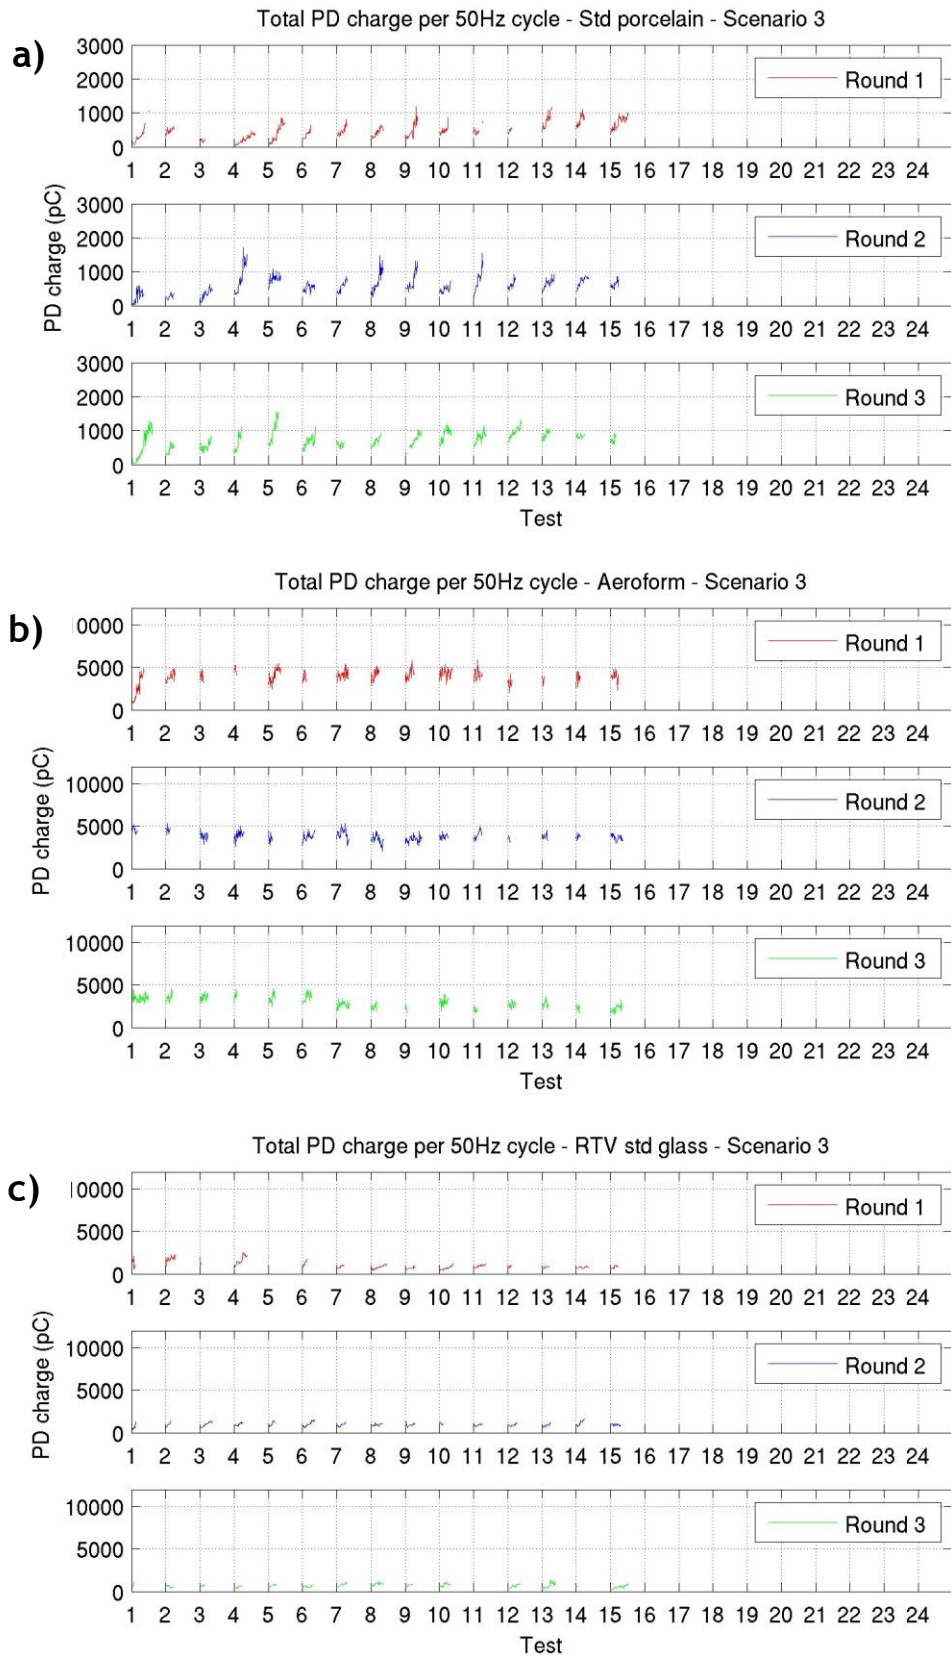 Total PD charge per 50Hz cycle - Std porcelain - Scenario 3
a)
3000
2000
1000
0
Round 1
1 2 3 4 5 6 7 8 9 10 11 12 13 14 15 16 17 18 19 20 21 22 23 24
PD charge (pC)
3000
2000
1000
0
Round 2
1 2 3 4 5 6 7 8 9 10 11 12 13 14 15 16 17 18 19 20 21 22 23 24
3000
2000
1000
0
Round 3
1 2 3 4 5 6 7 8 9 10 11 12 13 14 15 16 17 18 19 20 21 22 23 24
Test
Total PD charge per 50Hz cycle - Aeroform - Scenario 3
b)
0000
5000
0
Round 1
1 2 3 4 5 6 7 8 9 10 11 12 13 14 15 16 17 18 19 20 21 22 23 24
PD charge (pC)
10000
5000
0
Round 2
1 2 3 4 5 6 7 8 9 10 11 12 13 14 15 16 17 18 19 20 21 22 23 24
10000
5000
0
Round 3
1 2 3 4 5 6 7 8 9 10 11 12 13 14 15 16 17 18 19 20 21 22 23 24
Test
Total PD charge per 50Hz cycle - RTV std glass - Scenario 3
c)
10000
5000
0
Round 1
1 2 3 4 5 6 7 8 9 10 11 12 13 14 15 16 17 18 19 20 21 22 23 24
PD charge (pC)
10000
5000
0
Round 2
1 2 3 4 5 6 7 8 9 10 11 12 13 14 15 16 17 18 19 20 21 22 23 24
10000
5000
0
Round 3
1 2 3 4 5 6 7 8 9 10 11 12 13 14 15 16 17 18 19 20 21 22 23 24
Test